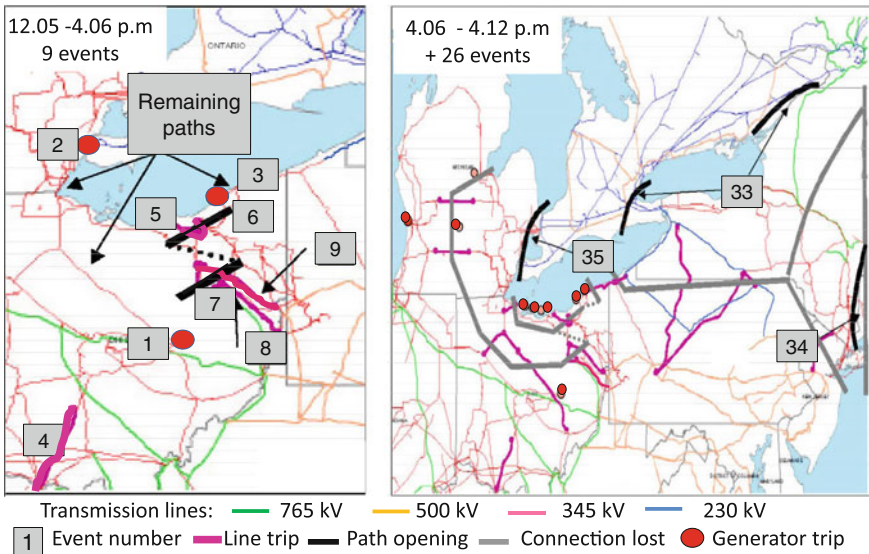 12.05 -4.06 p.m
9 events
ONTARIO
Remaining
paths
2
3
5
6
9
7
1
8
4
4.06 - 4.12 p.m
+ 26 events
33
35
34
Transmission lines: 765 kV 500 kV 345 kV 230 kV
1 Event number Line trip Path opening Connection lost Generator trip